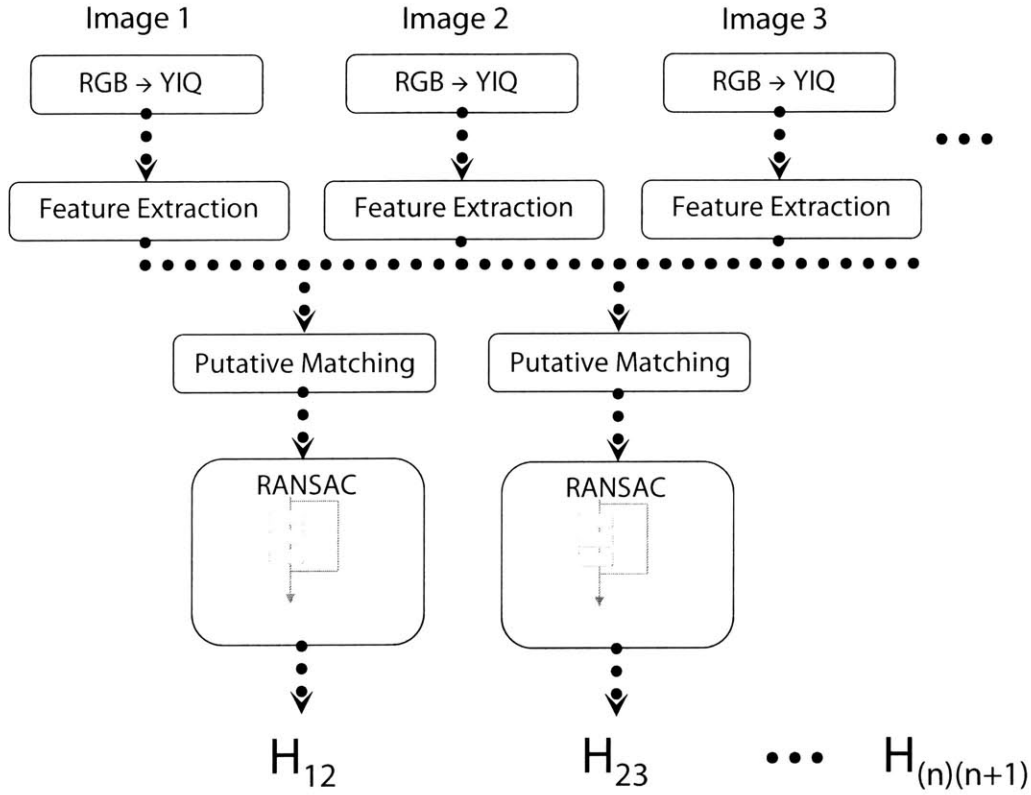 Image 1 Image 2 Image 3
RGB → YIQ RGB → YIQ RGB → YIQ
Feature Extraction Feature Extraction Feature Extraction
Putative Matching Putative Matching
RANSAC RANSAC
H12 H23 H(n)(n+1)